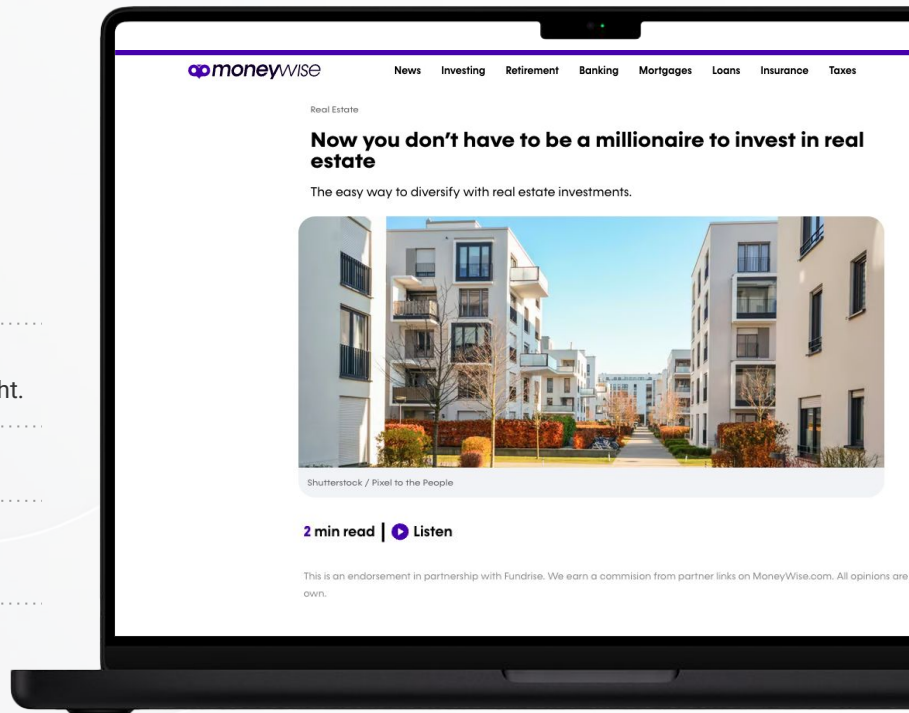 moneywise
News Investing Retirement Banking Mortgages Loans Insurance Taxes
Real Estate
Now you don’t have to be a millionaire to invest in real
estate
The easy way to diversify with real estate investments.
Shutterstock / Pixel to the People
2 min read | Listen
This is an endorsement in partnership with Fundrise. We earn a commision from partner links on MoneyWise.com. All opinions are
own.